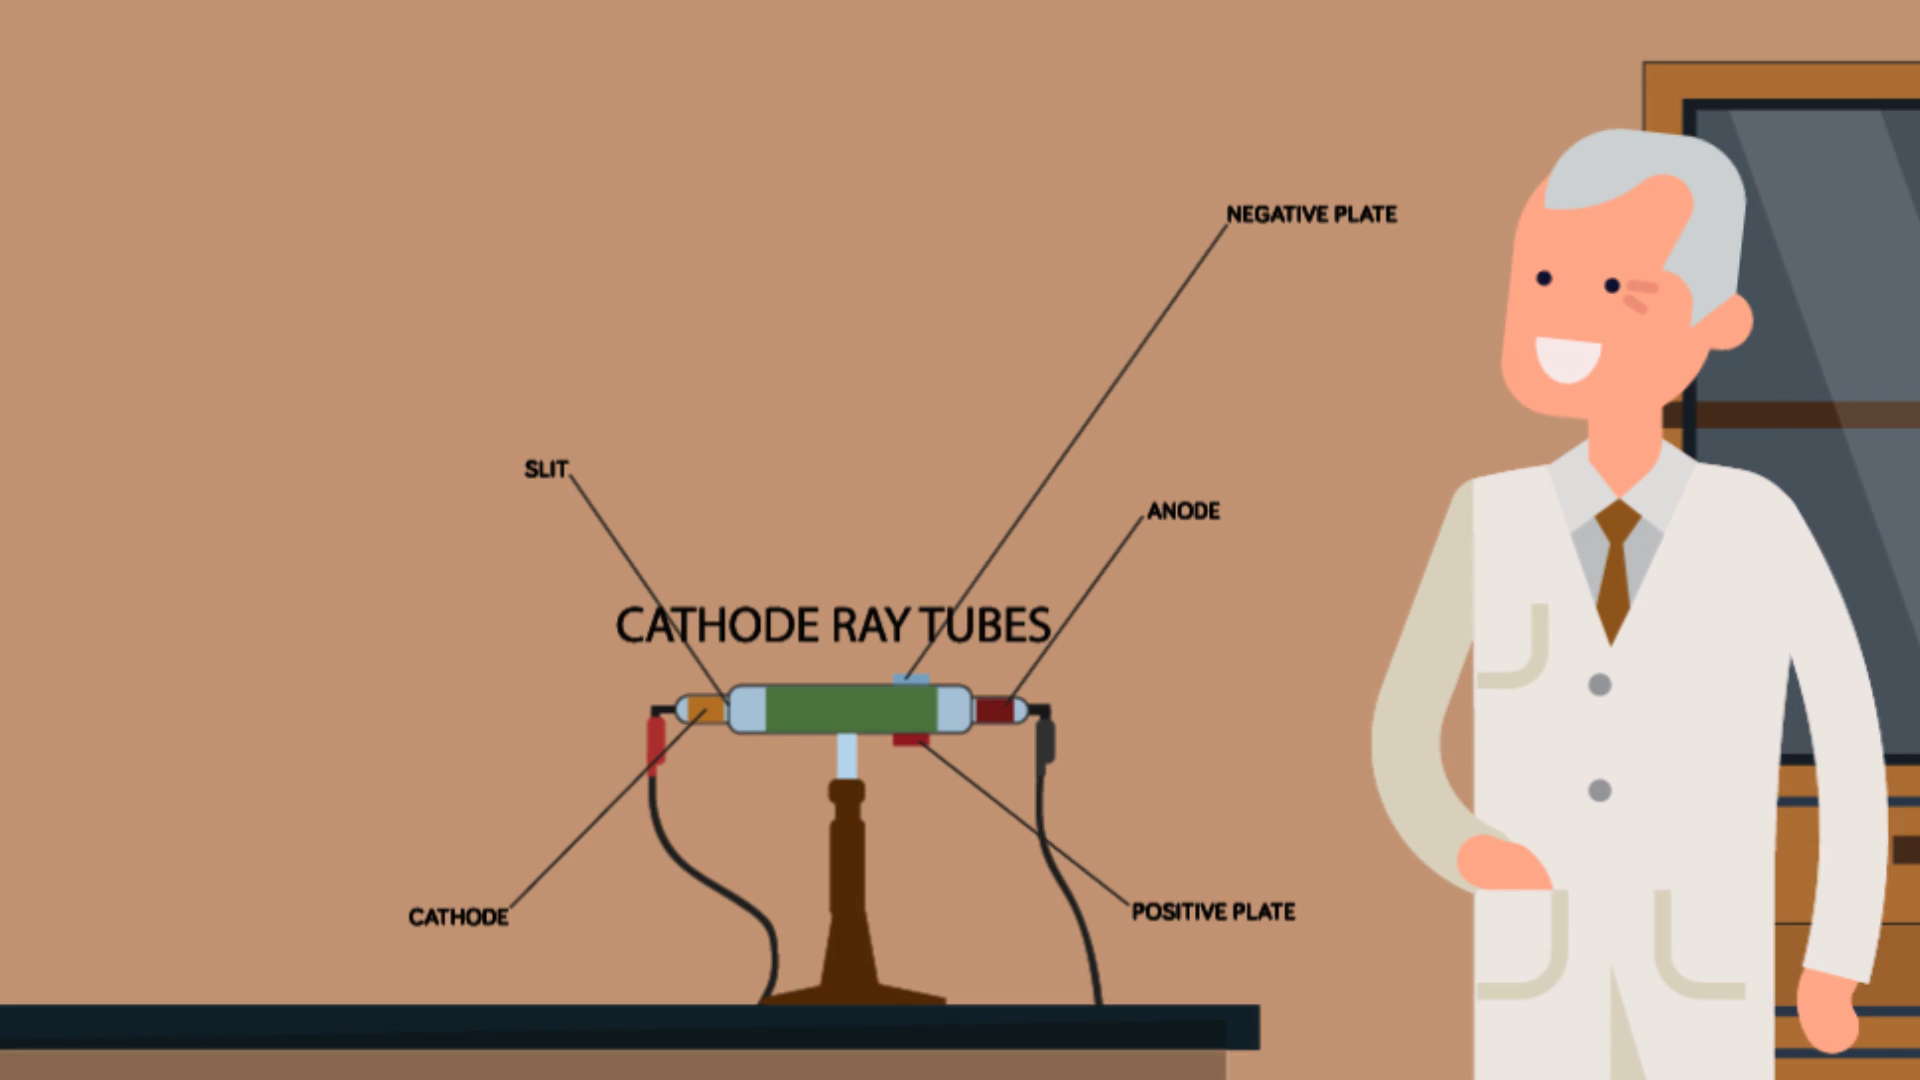 NEGATIVE PLATE
SLIT
ANODE
CATHODE RAY TUBES
CATHODE
POSITIVE PLATE